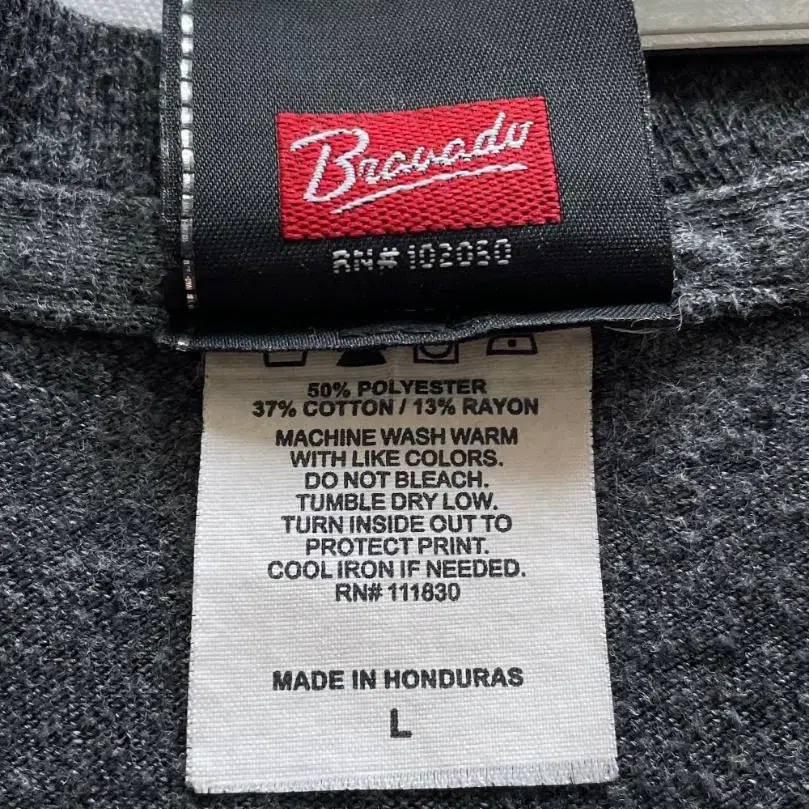 Bravado
RN# 102050
50% POLYESTER
37% COTTON / 13% RAYON
MACHINE WASH WARM
WITH LIKE COLORS.
DO NOT BLEACH.
TUMBLE DRY LOW.
TURN INSIDE OUT TO
PROTECT PRINT.
COOL IRON IF NEEDED.
RN# 111830
MADE IN HONDURAS
L